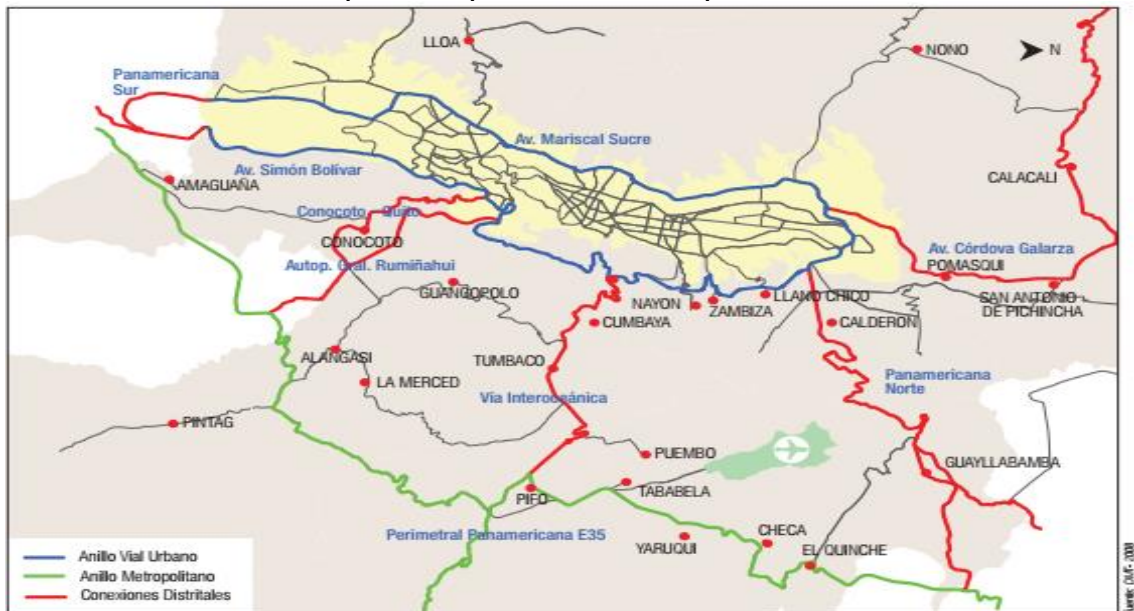 LLOA
NONO
N
Panamericana
Sur
Av. Mariscal Sucre
CALACALI
Av. Simón Bolívar
AMAGUAÑA
Conocoto - Quito
CONOCOTO
Av. Córdova Galarza
POMASQUI
Autop. Gral. Rumiñahui
GUANGOPOLO
NAYON
ZAMBIZA
LLANO CHICO
SAN ANTONIO
DE PICHINCHA
CUMBAYA
CALDERON
ALANGASI
TUMBACO
LA MERCED
Panamericana
Norte
Vía Interoceánica
PINTAG
PUEMBO
GUAYLLABAMBA
PIFO
TABABELA
Perimetral Panamericana E35
YARUQUI
CHECA
EL QUINCHE
Anillo Vial Urbano
Anillo Metropolitano
Conexiones Distritales